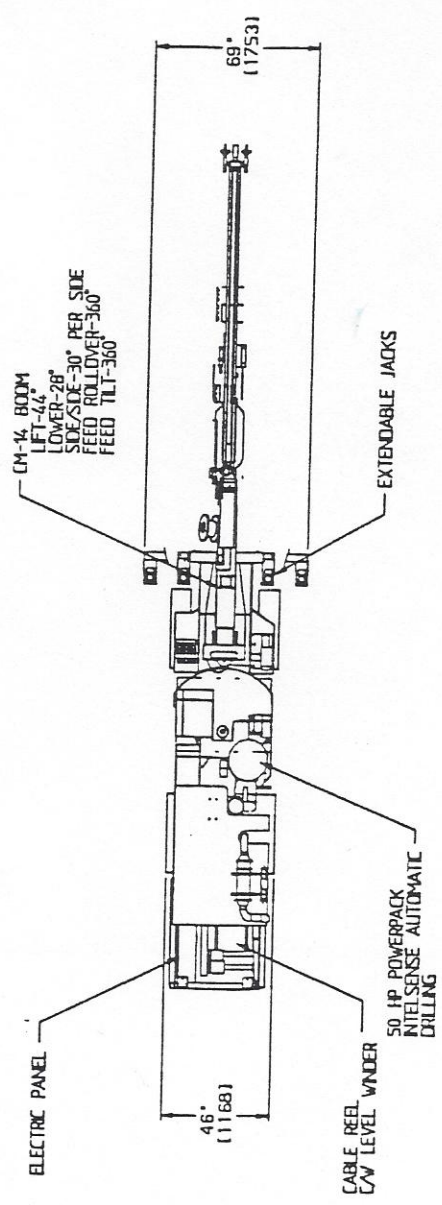 ELECTRIC PANEL
46"
[1168]
CABLE REEL
C/W LEVEL WINDER
50 HP POWERPACK
INTELSENSE AUTOMATIC
DRILLING
CM-14 BOOM
LIFT-44°
LOWER-28°
SIDE/SIDE-30° PER SIDE
FEED ROLLOVER-360°
FEED TILT-360°
EXTENDABLE JACKS
69"
(1753)